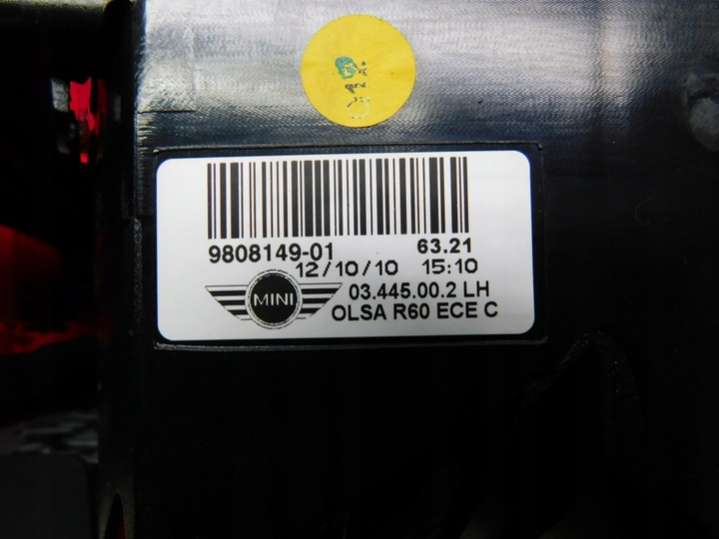 9808149-01 63.21
12/10/10 15:10
MINI 03.445.00.2 LH
OLSA R60 ECE C